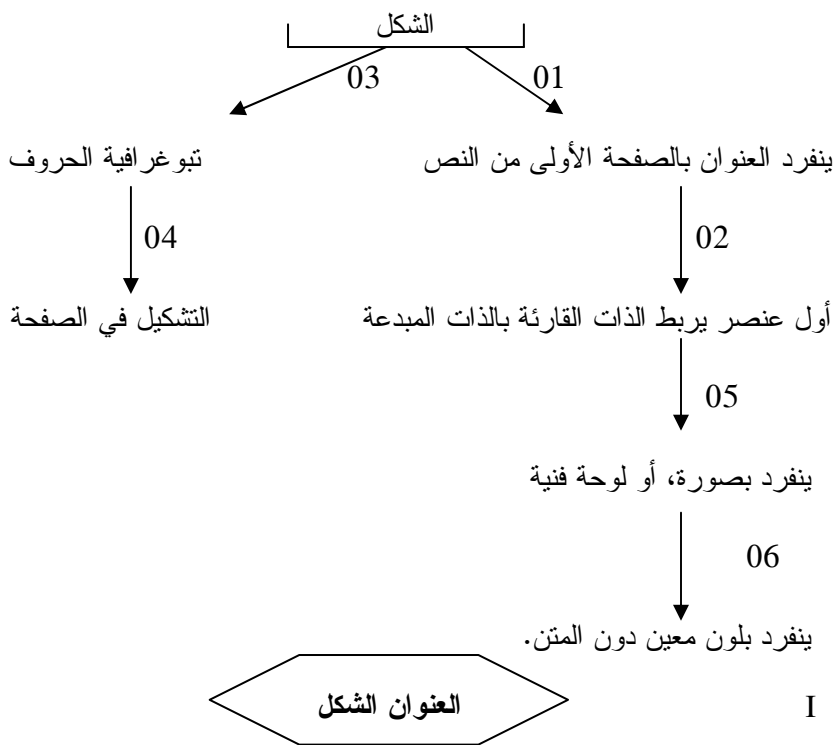 الشكل
01
03
ينفرد العنوان بالصفحة الأولى من النص
تبوغرافية الحروف
02
04
أول عنصر يربط الذات القارئة بالذات المبدعة
التشكيل في الصفحة
05
ينفرد بصورة، أو لوحة فنية
06
ينفرد بلون معين دون المتن.
I
العنوان الشكل